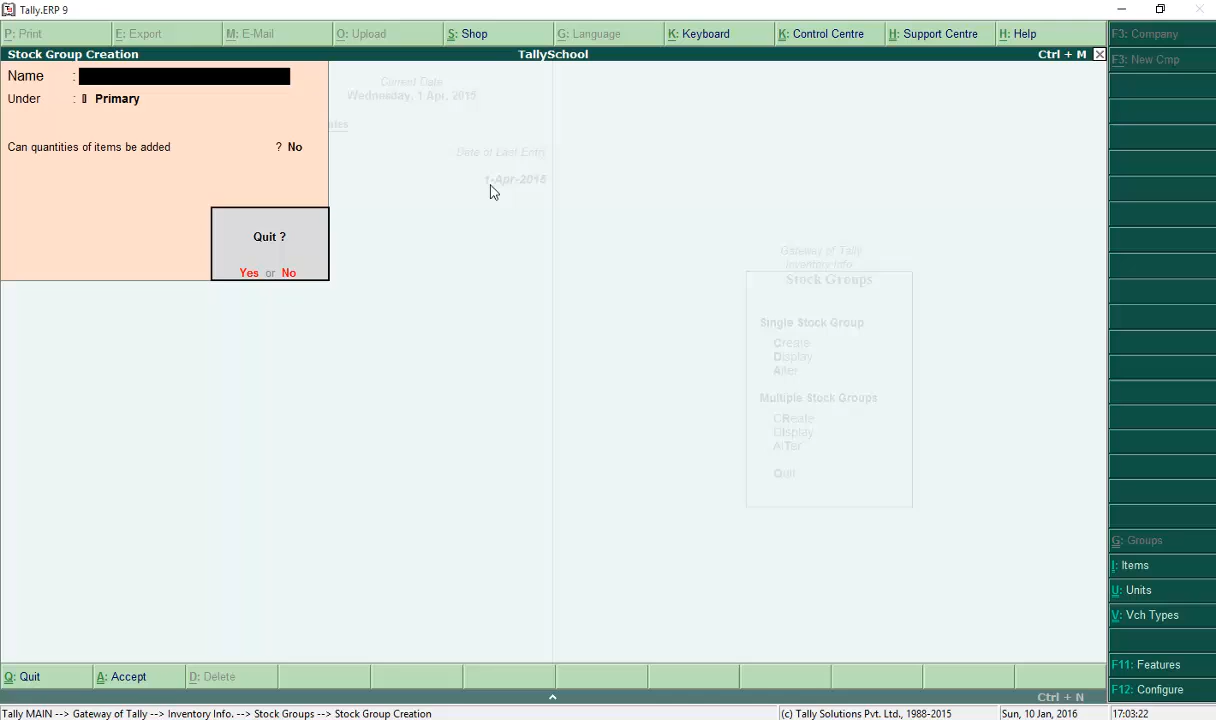 Tally.ERP 9
P: Print
E: Export
M: E-Mail
O: Upload
S: Shop
G: Language
K: Keyboard
K: Control Centre
H: Support Centre
H: Help
F3: Company
Stock Group Creation
TallySchool
Ctrl + M
F3: New Cmp
Name :
Current Date
Wednesday, 1 Apr, 2015
Under : Primary
Date of Last Entry
Can quantities of items be added ? No
1-Apr-2015
Quit ?
Yes or No
Gateway of Tally
Inventory Info.
Stock Groups
Single Stock Group
Create
Display
Alter
Multiple Stock Groups
CReate
DIsplay
AlTer
Quit
G: Groups
I: Items
U: Units
V: Vch Types
F11: Features
F12: Configure
Q: Quit
A: Accept
D: Delete
Ctrl + N
Tally MAIN --> Gateway of Tally --> Inventory Info. --> Stock Groups --> Stock Group Creation
(c) Tally Solutions Pvt. Ltd., 1988-2015
Sun, 10 Jan, 2016
17:03:22